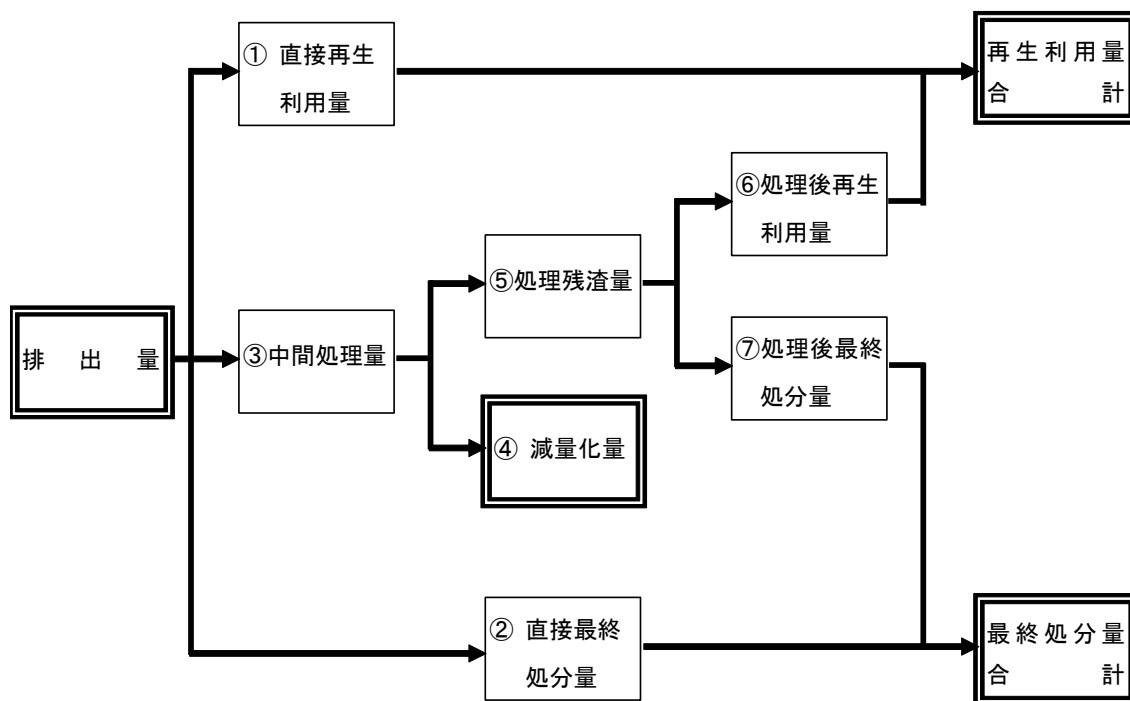 ① 直接再生
利用量
再生利用量
合計
⑥処理後再生
利用量
⑤処理残渣量
排出量
③中間処理量
⑦処理後最終
処分量
④ 減量化量
② 直接最終
処分量
最終処分量
合計